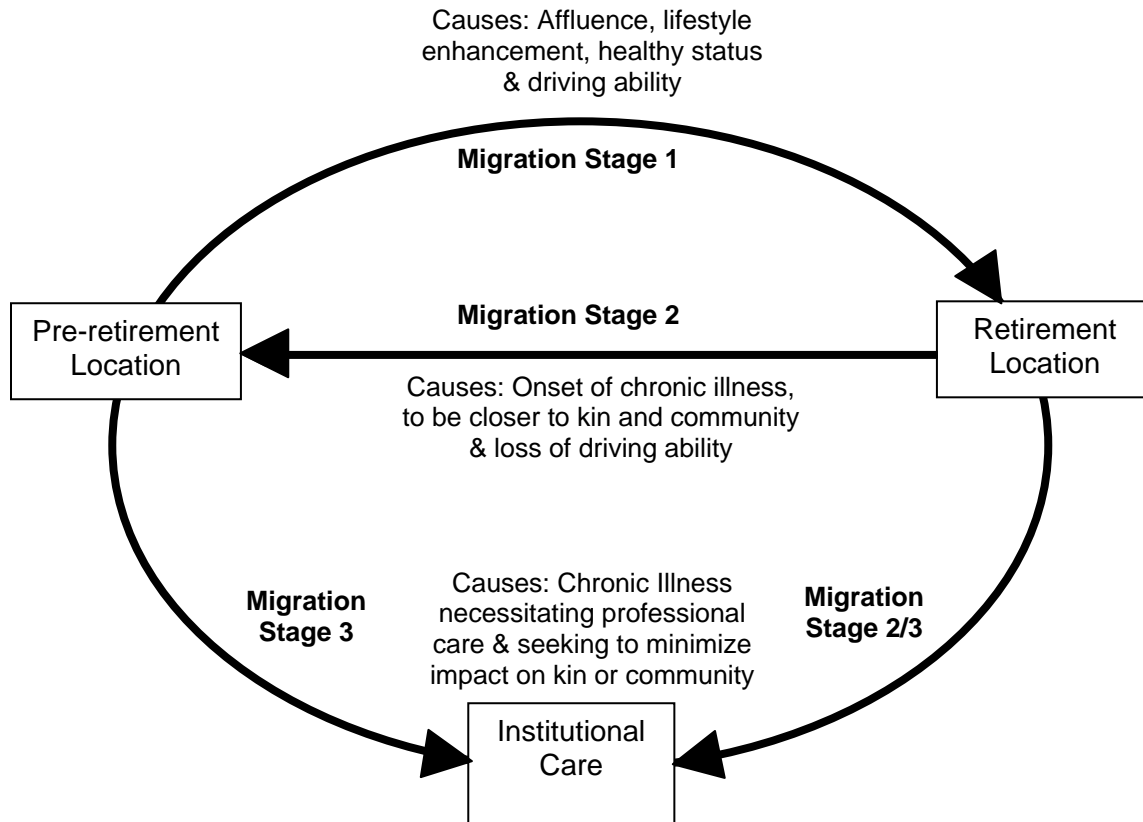 Causes: Affluence, lifestyle
enhancement, healthy status
& driving ability
Migration Stage 1
Migration Stage 2
Pre-retirement
Location
Retirement
Location
Causes: Onset of chronic illness,
to be closer to kin and community
& loss of driving ability
Migration
Stage 3
Causes: Chronic Illness
necessitating professional
care & seeking to minimize
impact on kin or community
Migration
Stage 2/3
Institutional
Care